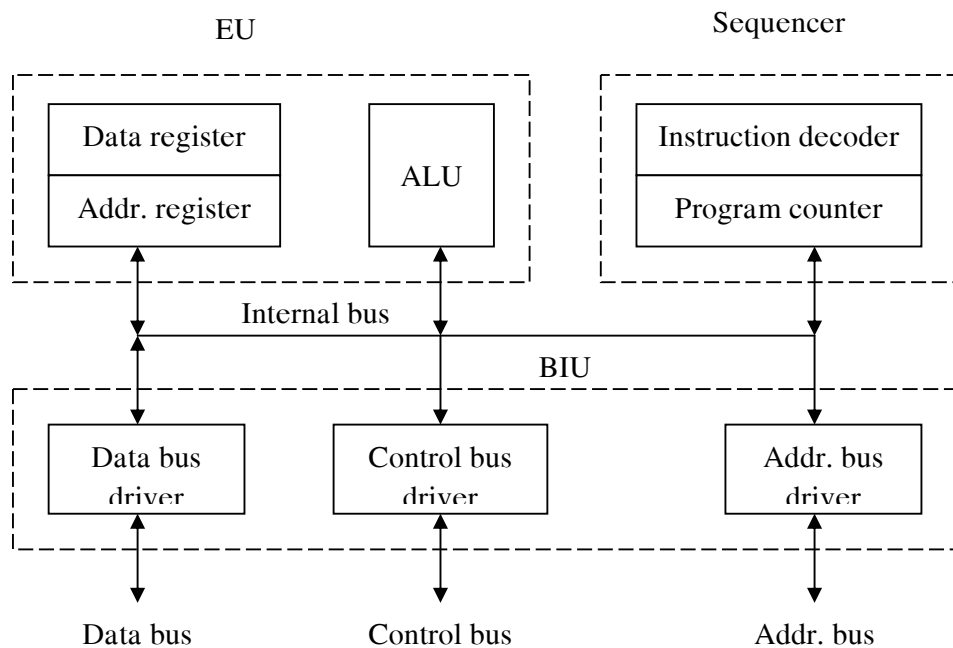 EU
Sequencer
Data register
Addr. register
ALU
Instruction decoder
Program counter
Internal bus
BIU
Data bus
driver
Control bus
driver
Addr. bus
driver
Data bus
Control bus
Addr. bus